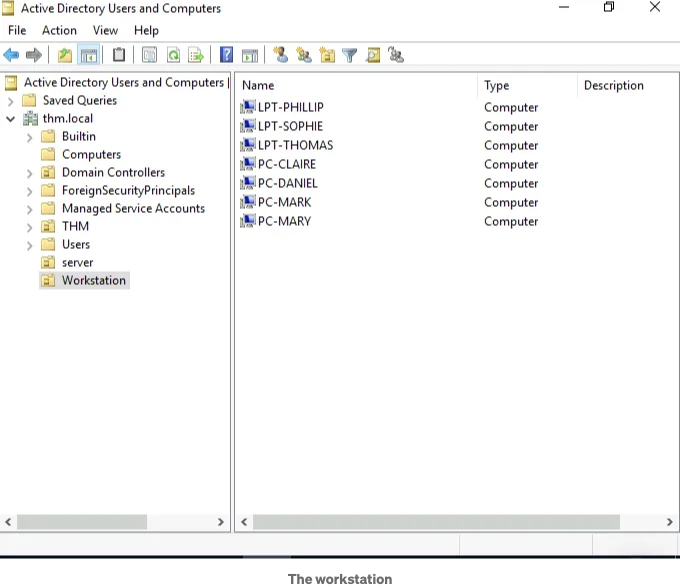 Active Directory Users and Computers
File Action View Help
Active Directory Users and Computers
Saved Queries
thm.local
Builtin
Computers
Domain Controllers
ForeignSecurityPrincipals
Managed Service Accounts
THM
Users
server
Workstation
Name Type Description
LPT-PHILLIP Computer
LPT-SOPHIE Computer
LPT-THOMAS Computer
PC-CLAIRE Computer
PC-DANIEL Computer
PC-MARK Computer
PC-MARY Computer
The workstation